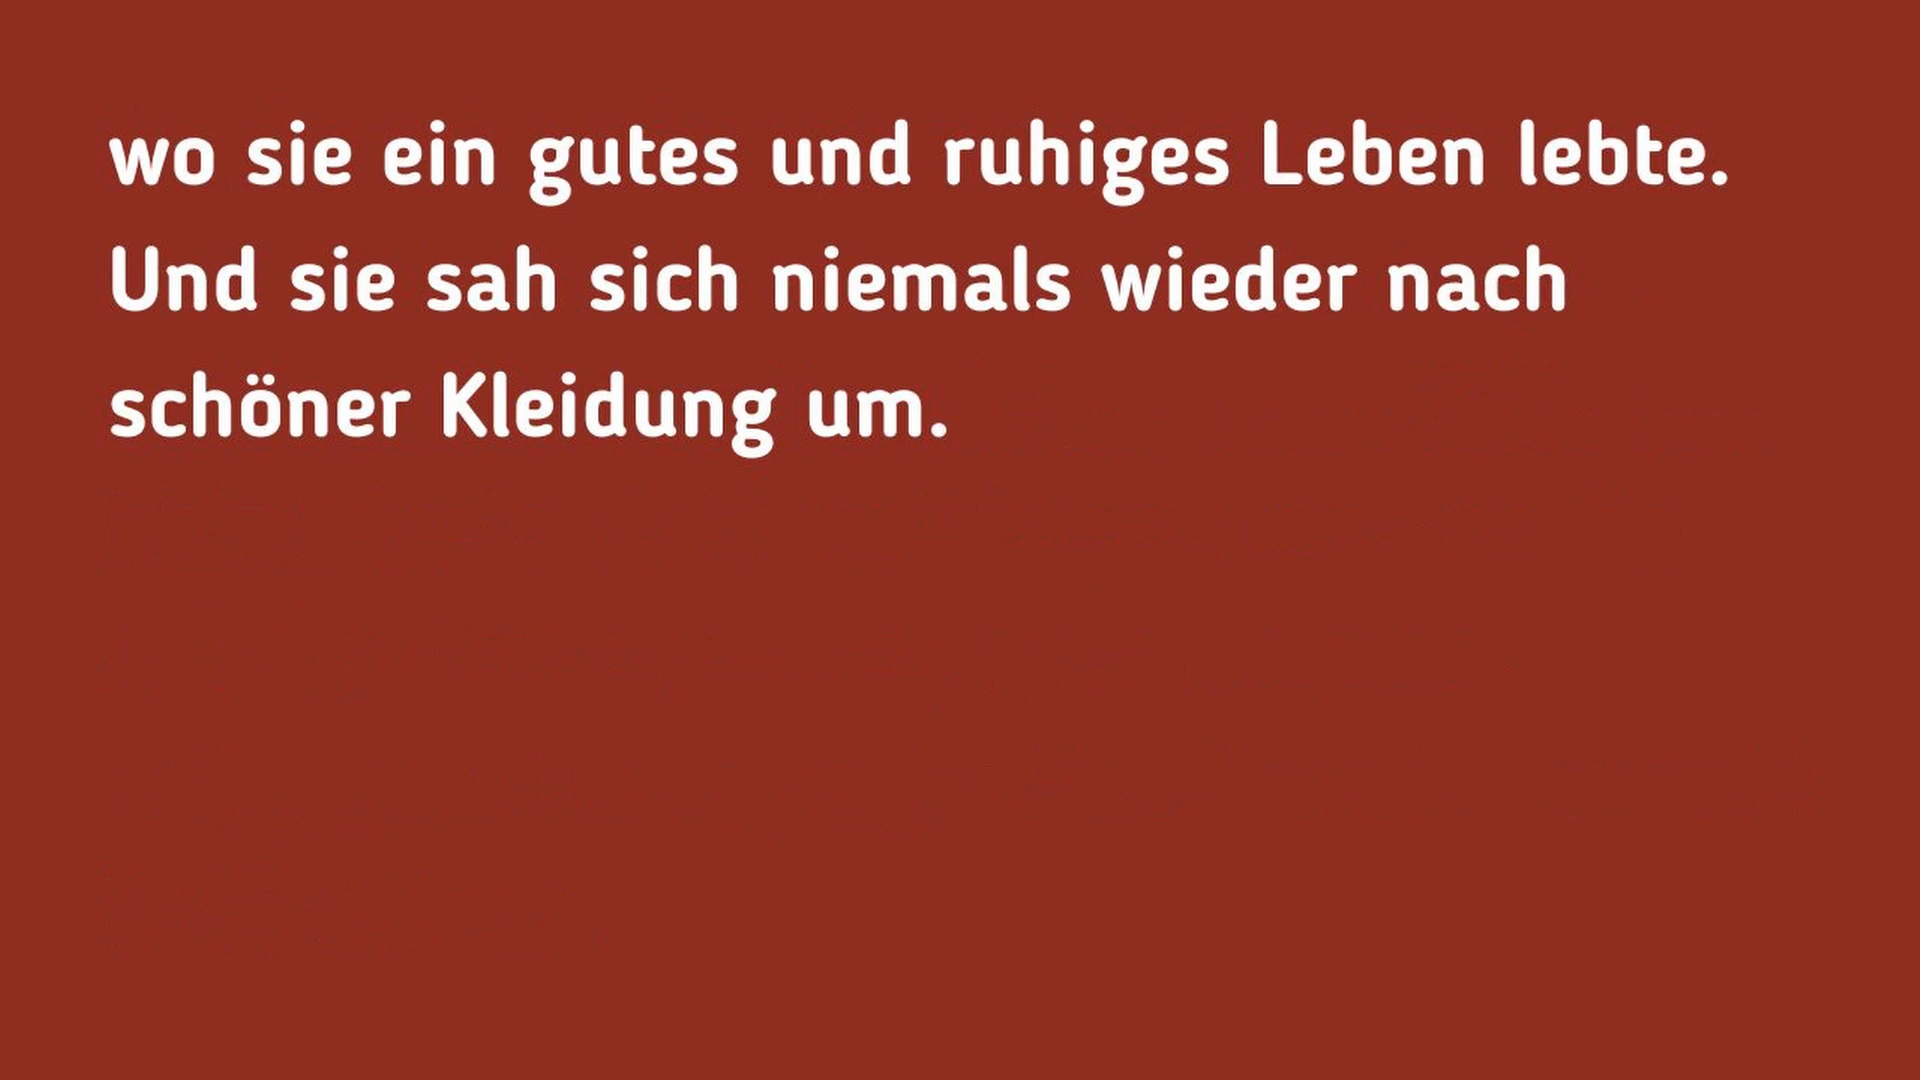 wo sie ein gutes und ruhiges Leben lebte.
Und sie sah sich niemals wieder nach
schöner Kleidung um.